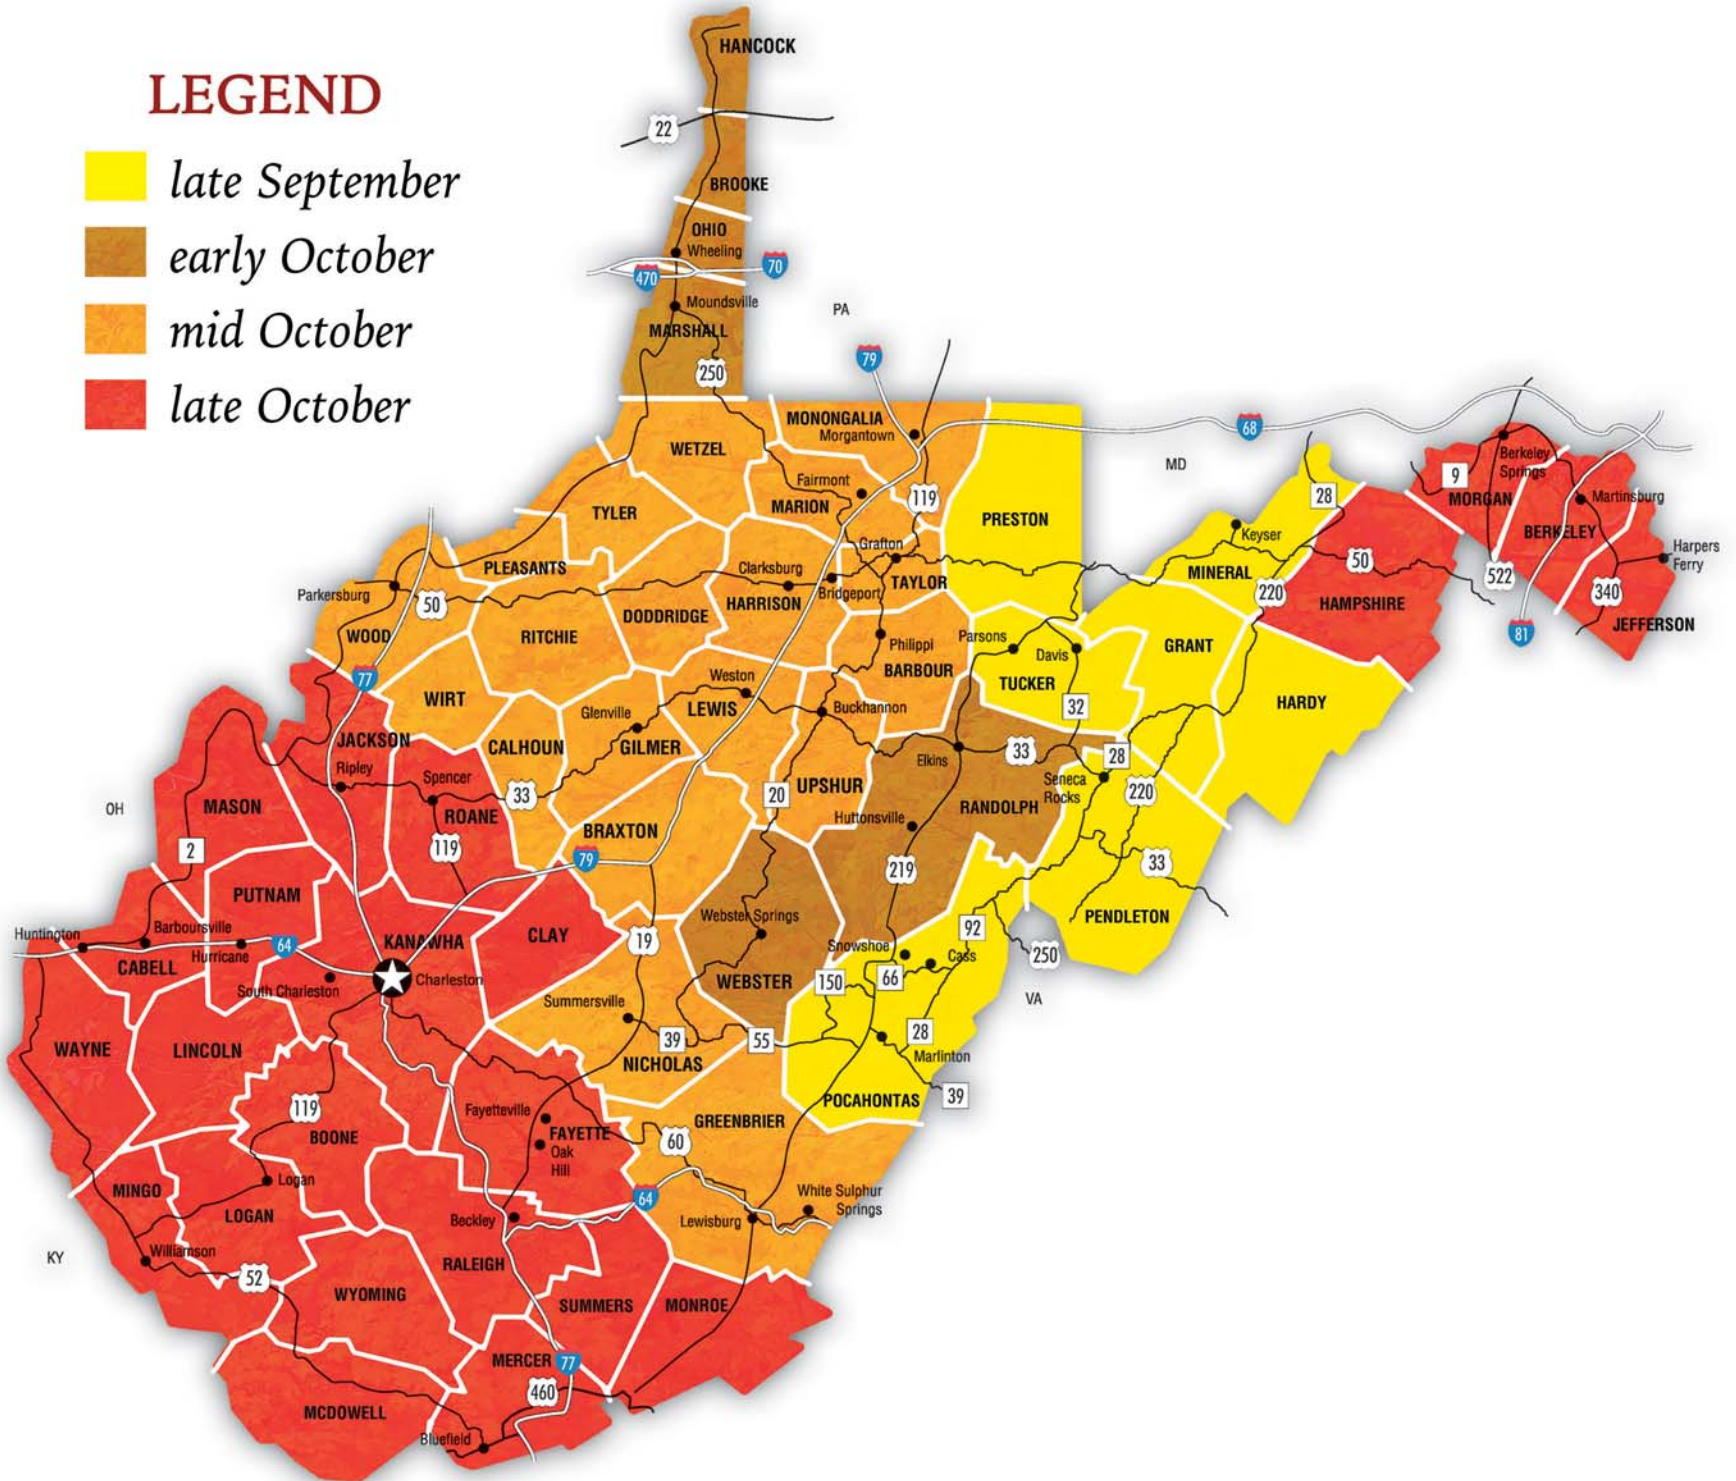 LEGEND
late September
early October
mid October
late October
HANCOCK
22
BROOKE
OHIO
Wheeling
470
70
Moundsville
MARSHALL
250
PA
79
MONONGALIA
Morgantown
68
WETZEL
MD
Fairmont
MARION
119
TYLER
PRESTON
28
Keyser
9
Berkeley
Springs
MORGAN
Martinsburg
BERKELEY
Harpers
Ferry
Grafton
TAYLOR
PLEASANTS
Clarksburg
Bridgeport
HARRISON
Parkersburg
50
MINERAL
220
50
HAMPSHIRE
522
340
81
JEFFERSON
WOOD
RITCHIE
DODDRIDGE
Philippi
BARBOUR
Parsons
Davis
TUCKER
GRANT
HARDY
77
WIRT
Weston
LEWIS
Buckhannon
32
Glenville
GILMER
CALHOUN
JACKSON
Ripley
Spencer
ROANE
33
Elkins
33
28
Seneca
Rocks
220
20
UPSHUR
OH
MASON
2
119
BRAXTON
79
Huttonsville
RANDOLPH
219
33
PUTNAM
PENDLETON
Webster Springs
Huntington
Barboursville
CABELL
Hurricane
64
KANAWHA
CLAY
19
92
Snowshoe
Cass
250
South Charleston
Charleston
WEBSTER
150
66
VA
Summersville
28
WAYNE
LINCOLN
39
55
NICHOLAS
Marlinton
POCAHONTAS
39
119
BOONE
Fayetteville
FAYETTE
Oak
Hill
60
GREENBRIER
MINGO
Logan
LOGAN
64
White Sulphur
Springs
Lewisburg
Beckley
KY
Williamson
52
RALEIGH
WYOMING
SUMMERS
MONROE
MERCER
77
460
MCDOWELL
Bluefield